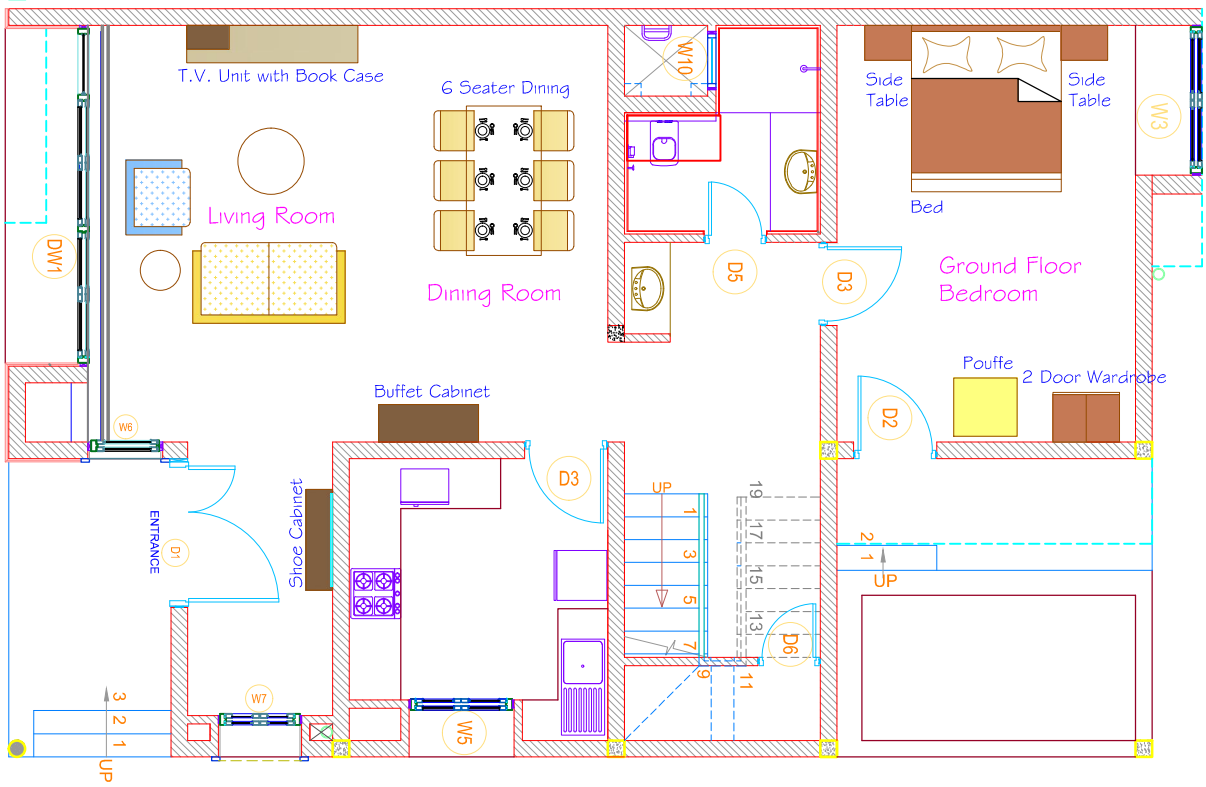 T.V. Unit with Book Case
6 Seater Dining
W10
Side
Table
Side
Table
W3
Living Room
Bed
DW1
Dining Room
D5
D3
Ground Floor
Bedroom
Buffet Cabinet
Pouffe
2 Door Wardrobe
W6
D2
D3
Shoe Cabinet
ENTRANCE
D1
UP
1
3
5
7
9
11
13
15
17
19
D6
2
1
UP
W7
W5
3
2
1
UP